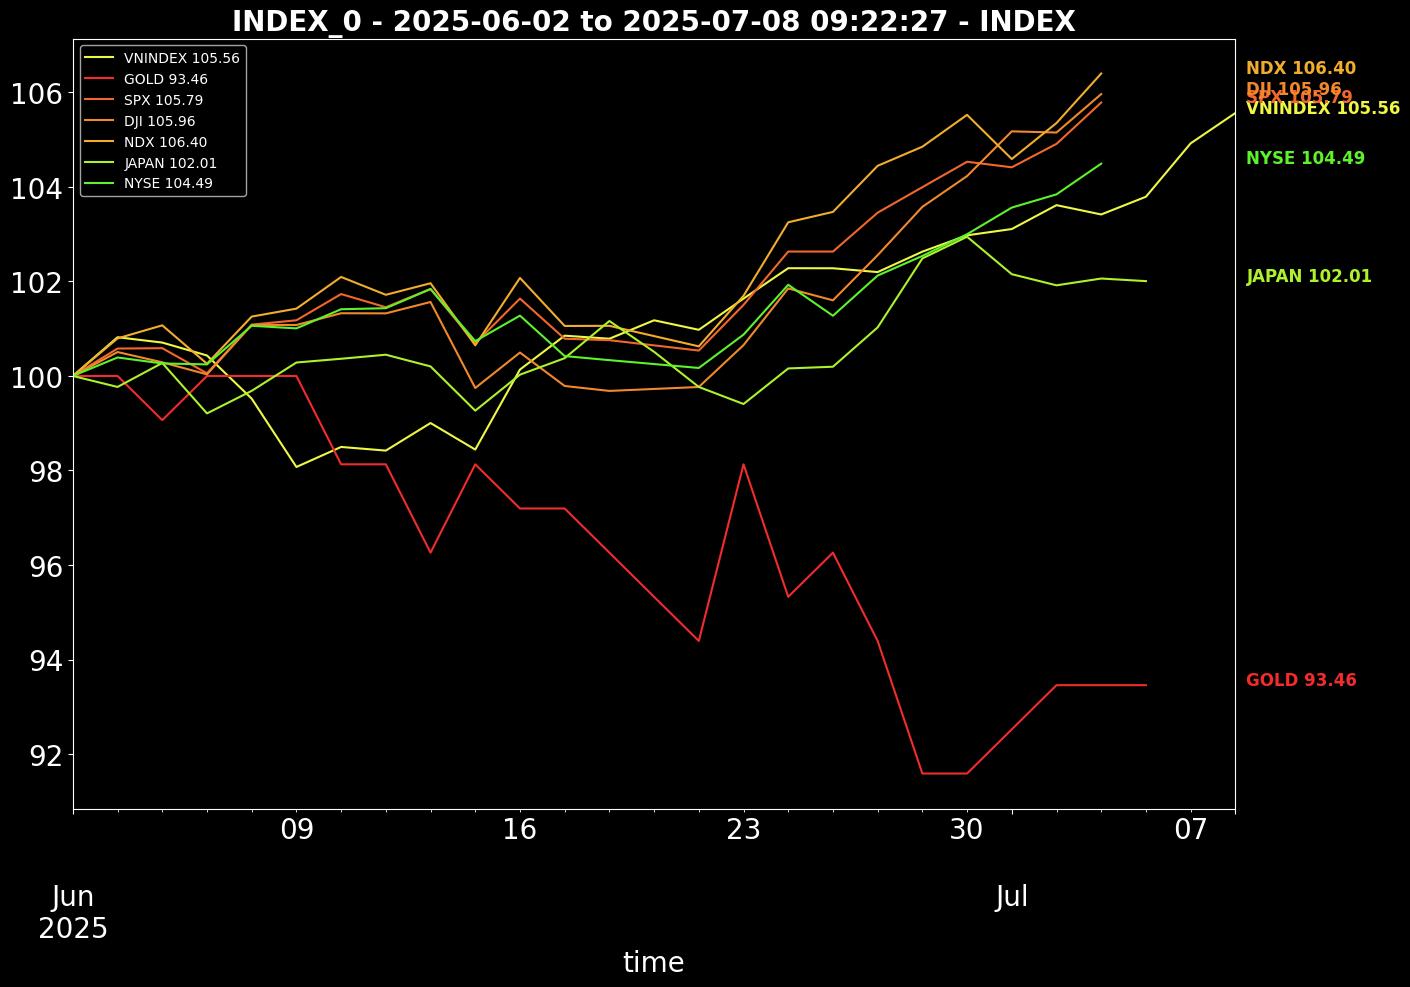 INDEX_0 - 2025-06-02 to 2025-07-08 09:22:27 - INDEX
VNINDEX 105.56
GOLD 93.46
SPX 105.79
DJI 105.96
NDX 106.40
JAPAN 102.01
NYSE 104.49
106
104
102
100
98
96
94
92
NDX 106.40
DJI 105.96
SPX 105.79
VNINDEX 105.56
NYSE 104.49
JAPAN 102.01
GOLD 93.46
09 16 23 30 07
Jun Jul
2025
time